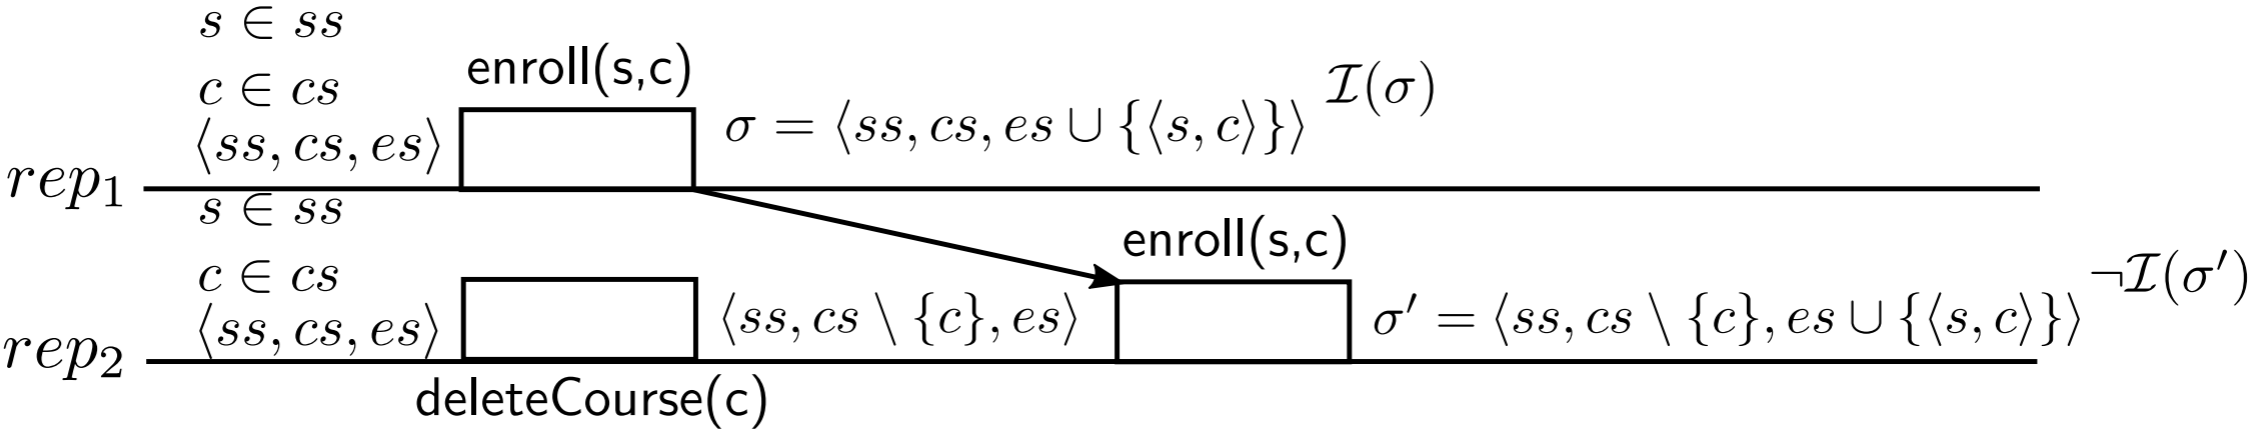 s ∈ ss
c ∈ cs
⟨ss, cs, es⟩
enroll(s,c)
σ = ⟨ss, cs, es ∪ {⟨s, c⟩}⟩
ℐ(σ)
rep₁
s ∈ ss
c ∈ cs
⟨ss, cs, es⟩
⟨ss, cs \ {c}, es⟩
enroll(s,c)
σ′ = ⟨ss, cs \ {c}, es ∪ {⟨s, c⟩}⟩
¬ℐ(σ′)
rep₂
deleteCourse(c)